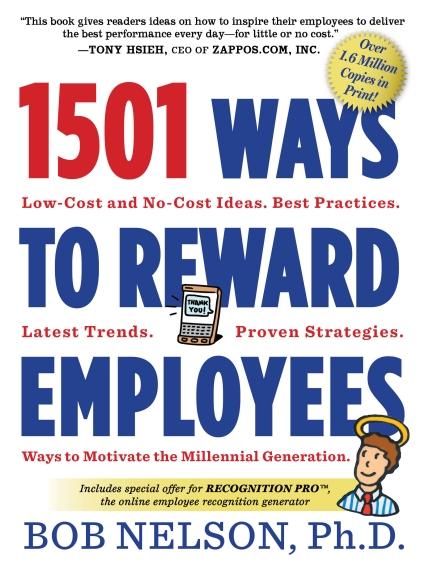 “This book gives readers ideas on how to inspire their employees to deliver
the best performance every day—for little or no cost.”
—TONY HSIEH, CEO OF ZAPPOS.COM, INC.
Over
1.6 Million
Copies in
Print!
1501 WAYS
Low-Cost and No-Cost Ideas. Best Practices.
TO REWARD
THANK
YOU!
Latest Trends. Proven Strategies.
EMPLOYEES
Ways to Motivate the Millennial Generation.
Includes special offer for RECOGNITION PRO™,
the online employee recognition generator
BOB NELSON, Ph.D.